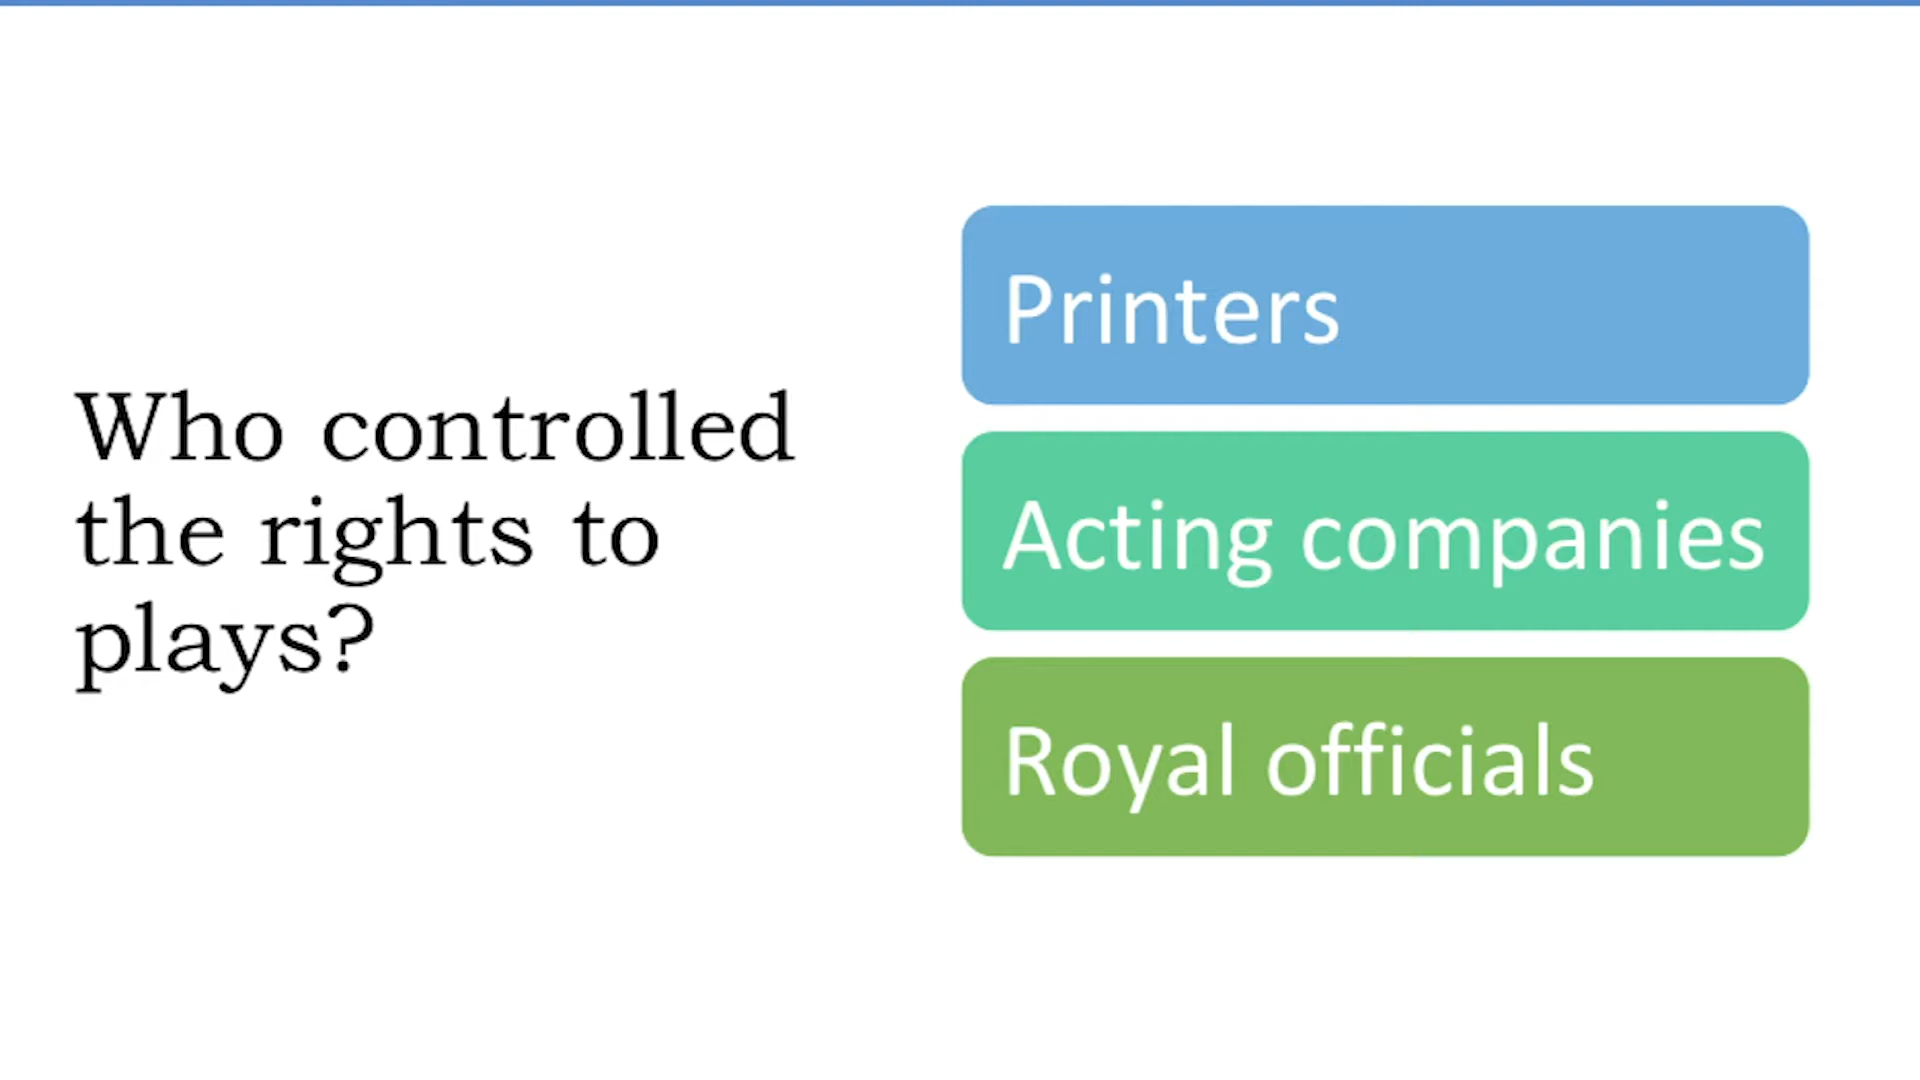 Who controlled
the rights to
plays?
Printers
Acting companies
Royal officials